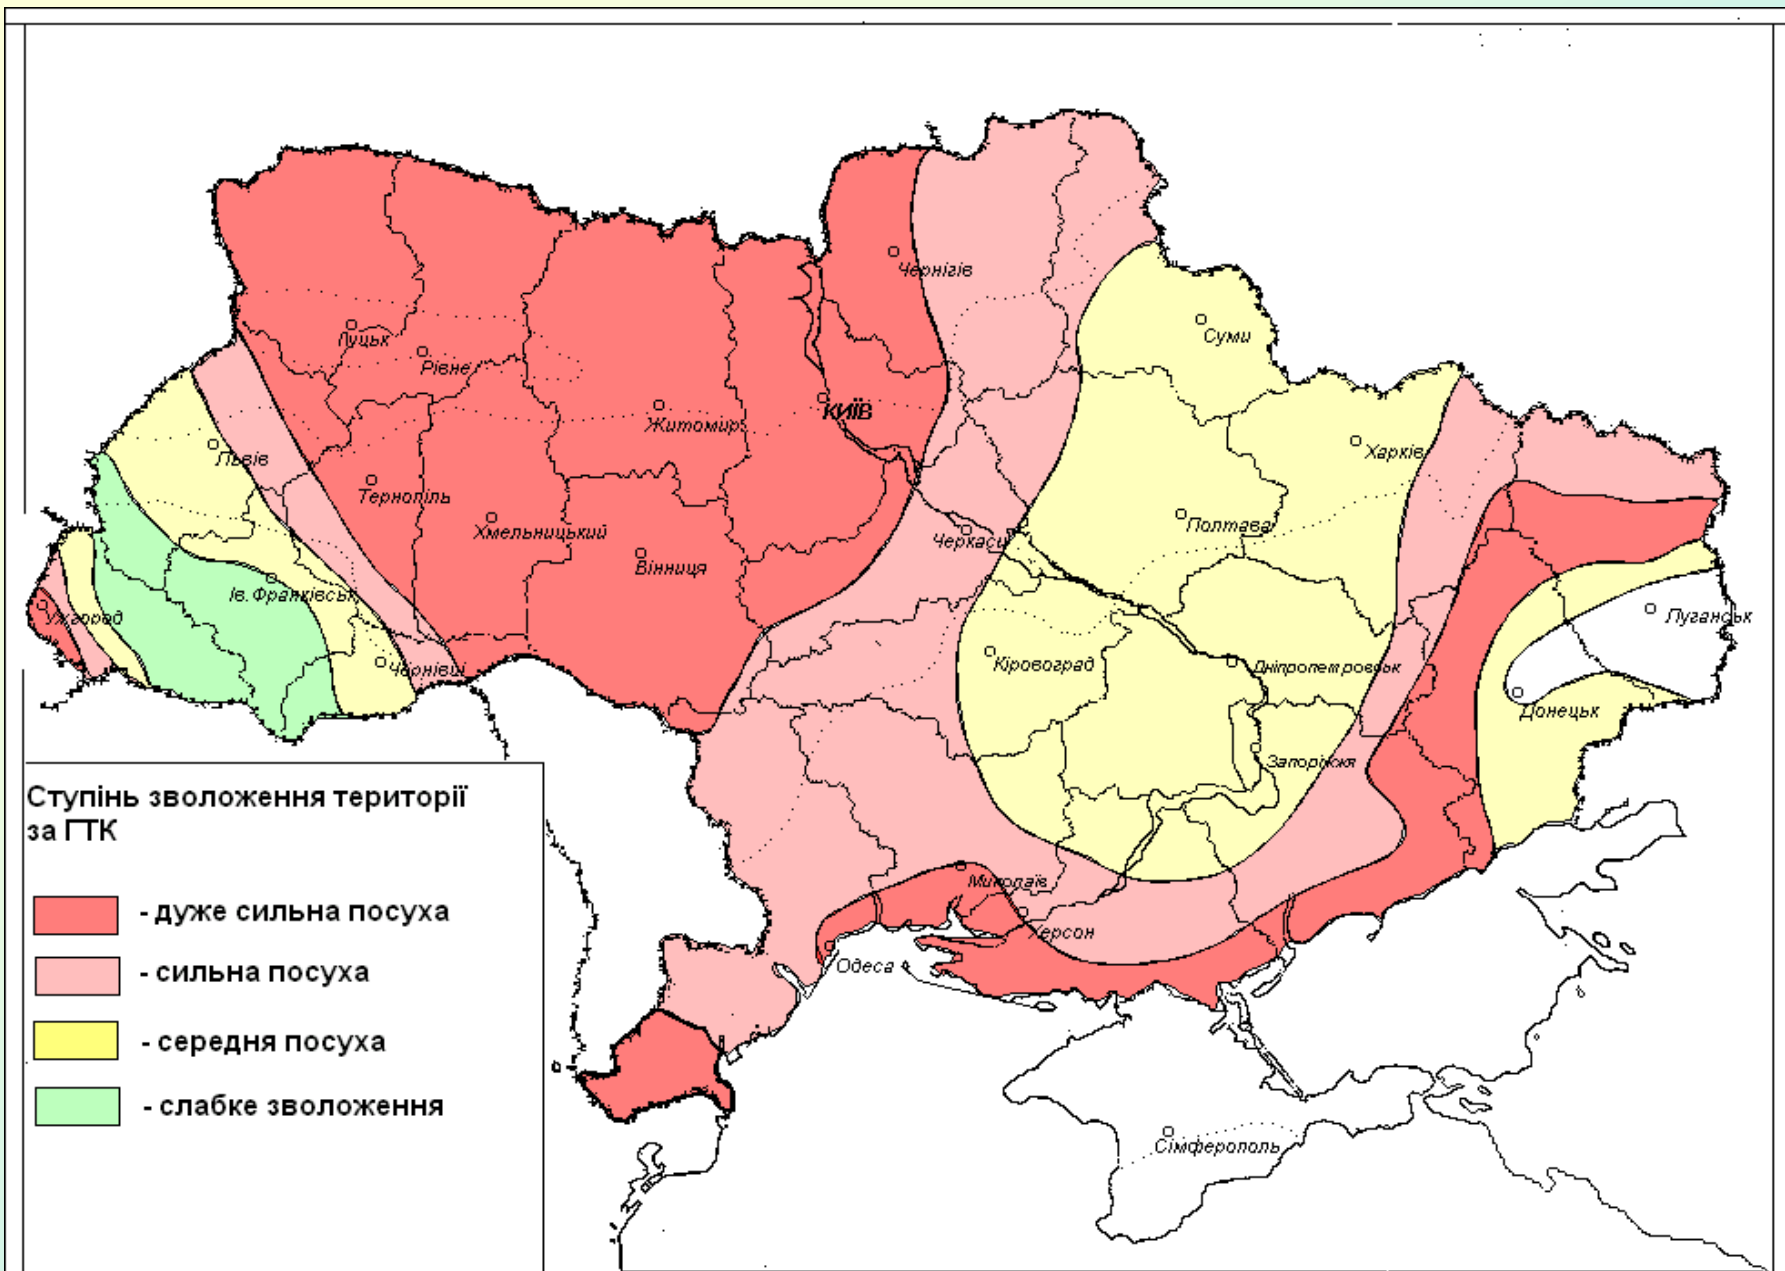 Чернігів
Суми
Луцьк
Рівне
Житомир
КИЇВ
Харків
Львів
Тернопіль
Хмельницький
Полтава
Черкаси
Вінниця
Ів.Франківськ
Ужгород
Луганськ
Чернівці
Кіровоград
Дніпропетровськ
Донецьк
Запоріжжя
Миколаїв
Херсон
Одеса
Сімферополь
Ступінь зволоження території
за ГТК
- дуже сильна посуха
- сильна посуха
- середня посуха
- слабке зволоження